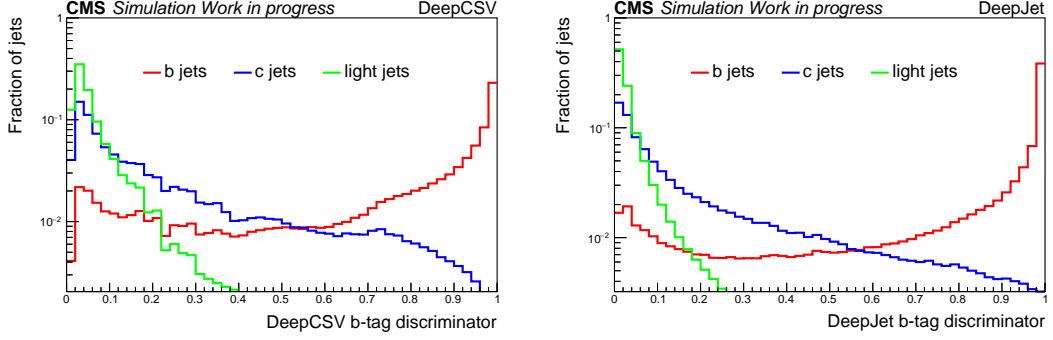 CMS Simulation Work in progress DeepCSV
Fraction of jets
1
10⁻¹
10⁻²
b jets c jets light jets
0 0.1 0.2 0.3 0.4 0.5 0.6 0.7 0.8 0.9 1
DeepCSV b-tag discriminator
CMS Simulation Work in progress DeepJet
Fraction of jets
1
10⁻¹
10⁻²
b jets c jets light jets
0 0.1 0.2 0.3 0.4 0.5 0.6 0.7 0.8 0.9 1
DeepJet b-tag discriminator